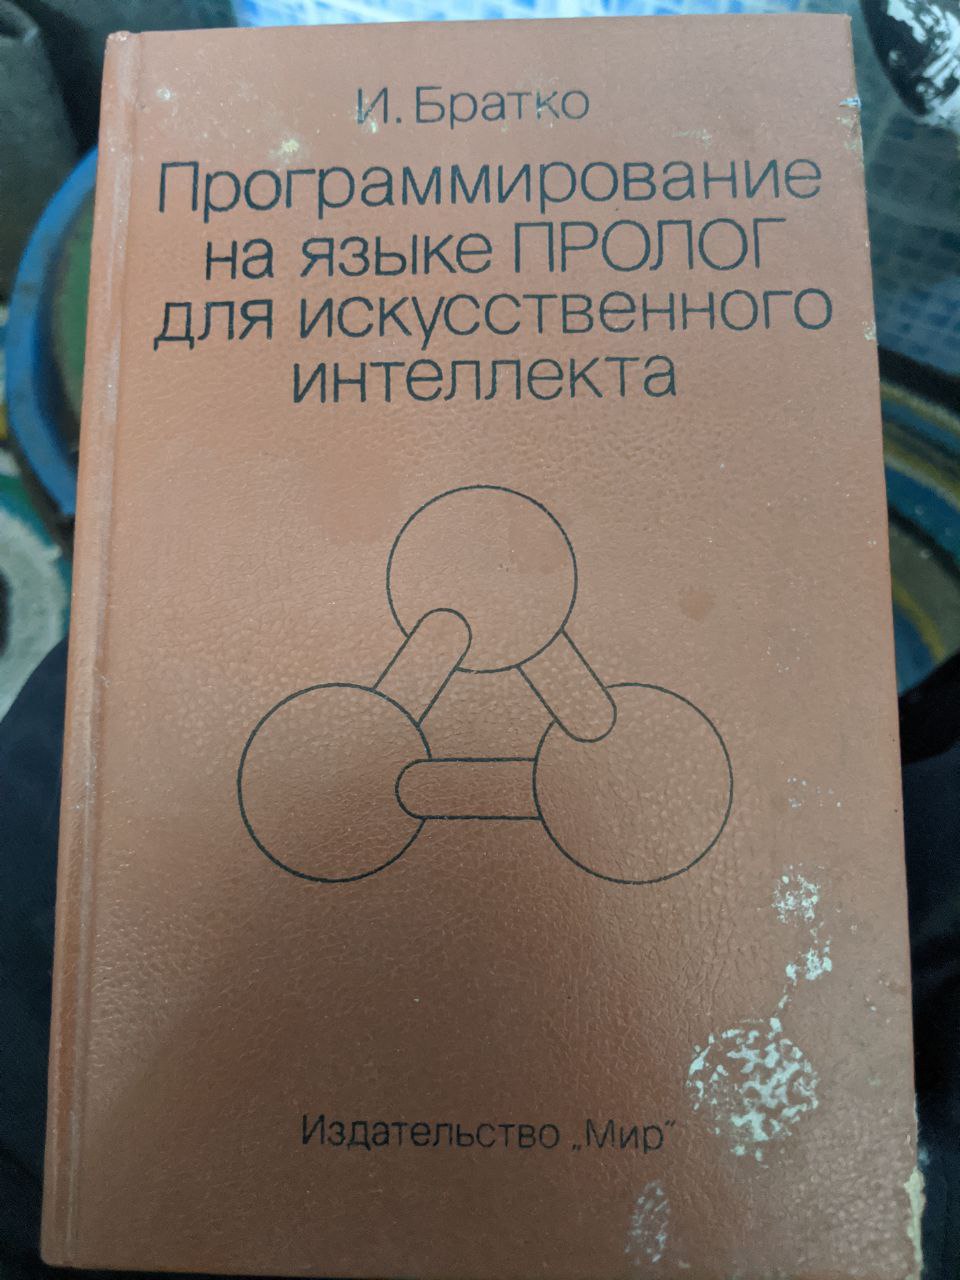 И. Братко
Программирование
на языке ПРОЛОГ
для искусственного
интеллекта
Издательство „Мир“